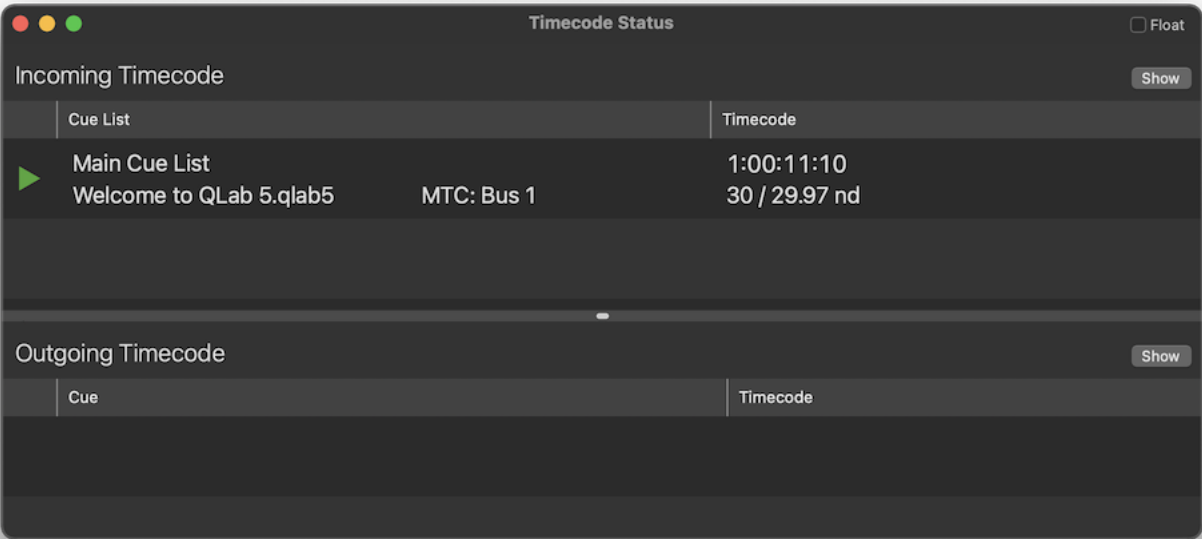 Timecode Status
Float
Incoming Timecode
Show
Cue List
Timecode
Main Cue List
1:00:11:10
Welcome to QLab 5.qlab5
MTC: Bus 1
30 / 29.97 nd
Outgoing Timecode
Show
Cue
Timecode